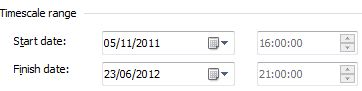 Timescale range
Start date: 05/11/2011 16:00:00
Finish date: 23/06/2012 21:00:00